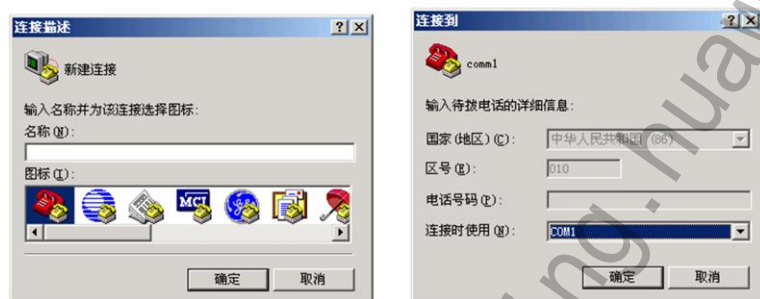 连接描述
新建连接
输入名称并为该连接选择图标:
名称(N):
图标(I):
MCI
确定 取消
连接到
comm1
输入待拨电话的详细信息:
国家(地区)(C): 中华人民共和国 (86)
区号(E): 010
电话号码(P):
连接时使用(N): COM1
确定 取消